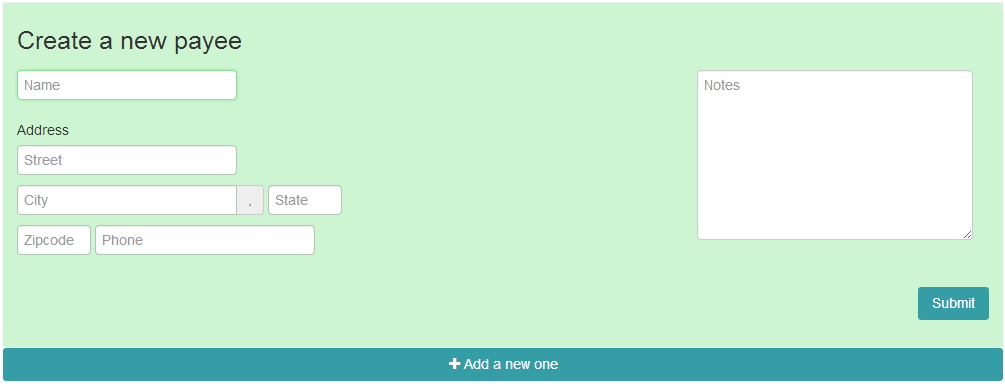 Create a new payee
Name
Notes
Address
Street
City , State
Zipcode Phone
Submit
Add a new one